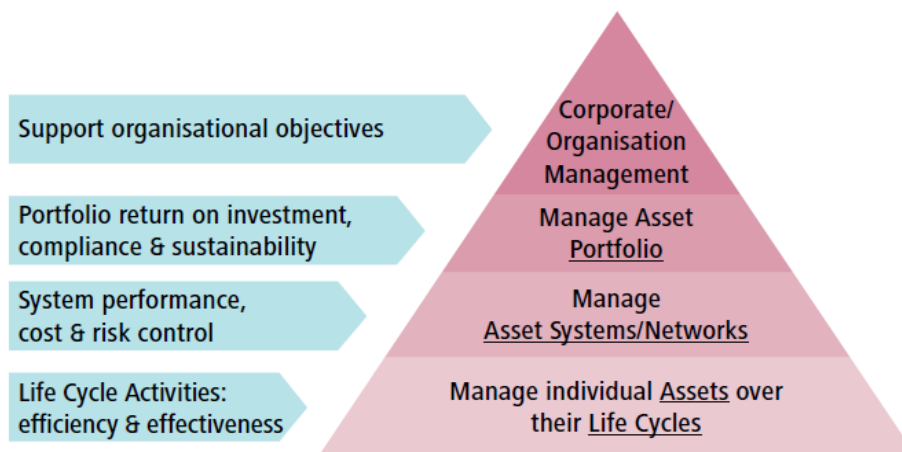 Support organisational objectives
Corporate/
Organisation
Management
Portfolio return on investment,
compliance & sustainability
Manage Asset
Portfolio
System performance,
cost & risk control
Manage
Asset Systems/Networks
Life Cycle Activities:
efficiency & effectiveness
Manage individual Assets over
their Life Cycles